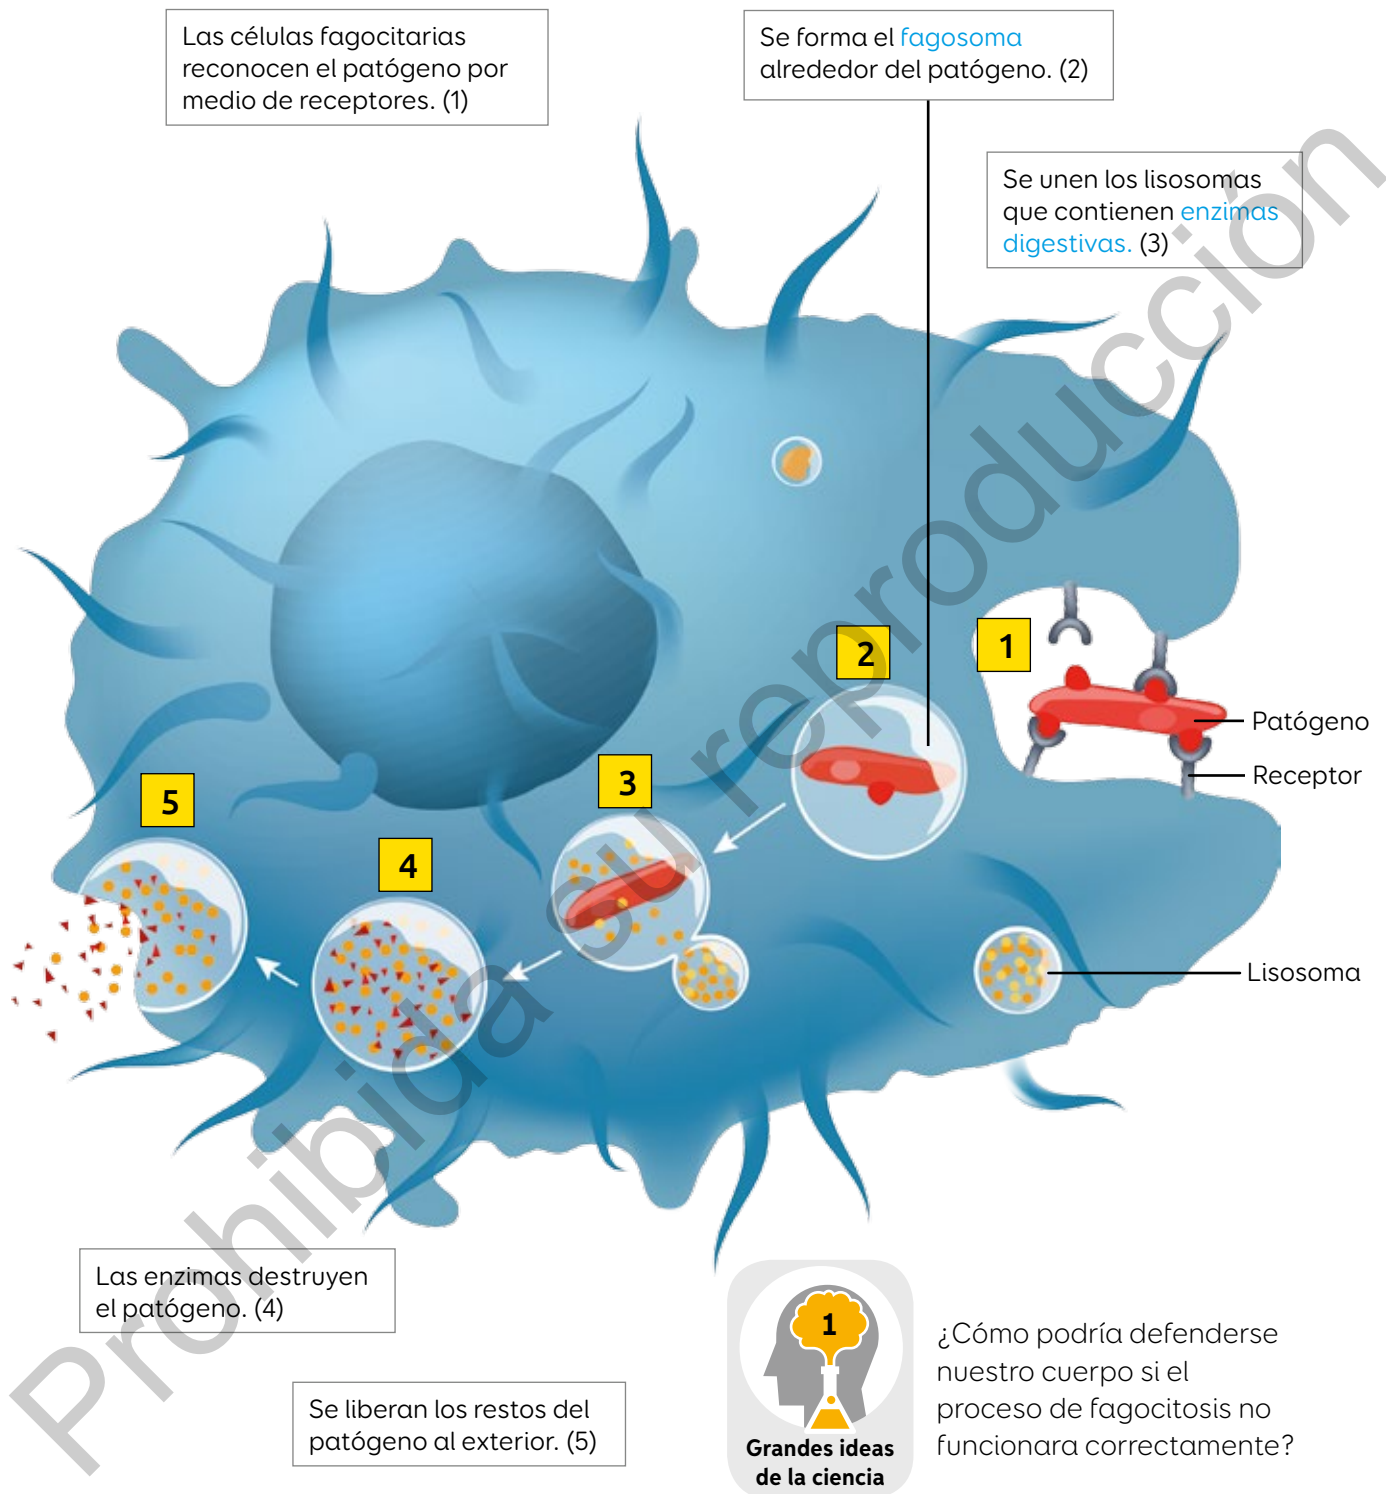 Las células fagocitarias
reconocen el patógeno por
medio de receptores. (1)
Se forma el fagosoma
alrededor del patógeno. (2)
Se unen los lisosomas
que contienen enzimas
digestivas. (3)
1
2
Patógeno
Receptor
3
5
4
Lisosoma
Prohibida su reproducción
Las enzimas destruyen
el patógeno. (4)
Se liberan los restos del
patógeno al exterior. (5)
1
Grandes ideas
de la ciencia
¿Cómo podría defenderse
nuestro cuerpo si el
proceso de fagocitosis no
funcionara correctamente?